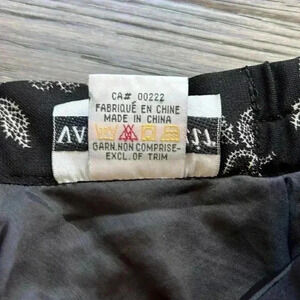 CA# 00222
FABRIQUÉ EN CHINE
MADE IN CHINA
GARN.NON COMPRISE-
EXCL. OF TRIM